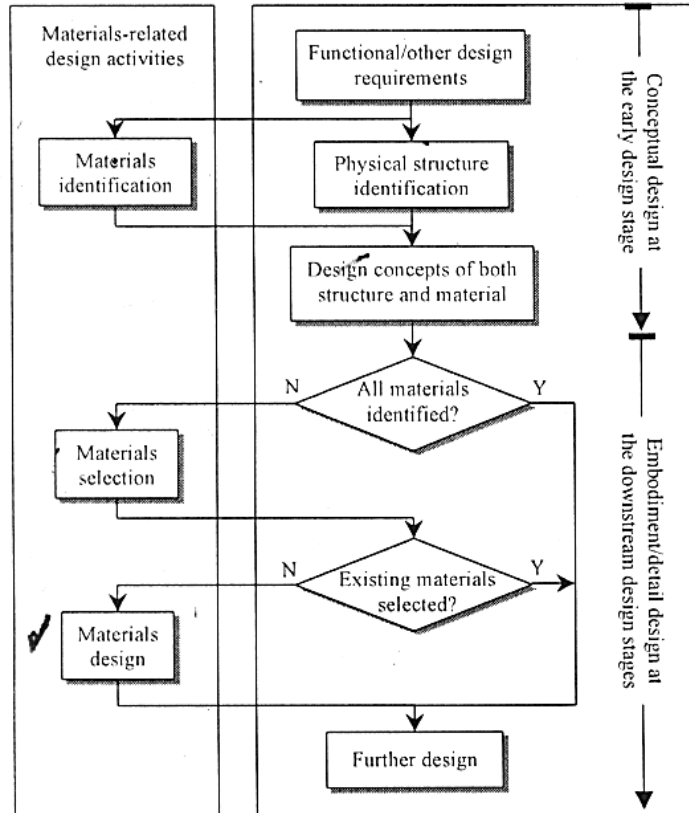 Materials-related
design activities
Functional/other design
requirements
Materials
identification
Physical structure
identification
Design concepts of both
structure and material
N
All materials
identified?
Y
Materials
selection
N
Existing materials
selected?
Y
Materials
design
Further design
Conceptual design at
the early design stage
Embodiment/detail design at
the downstream design stages